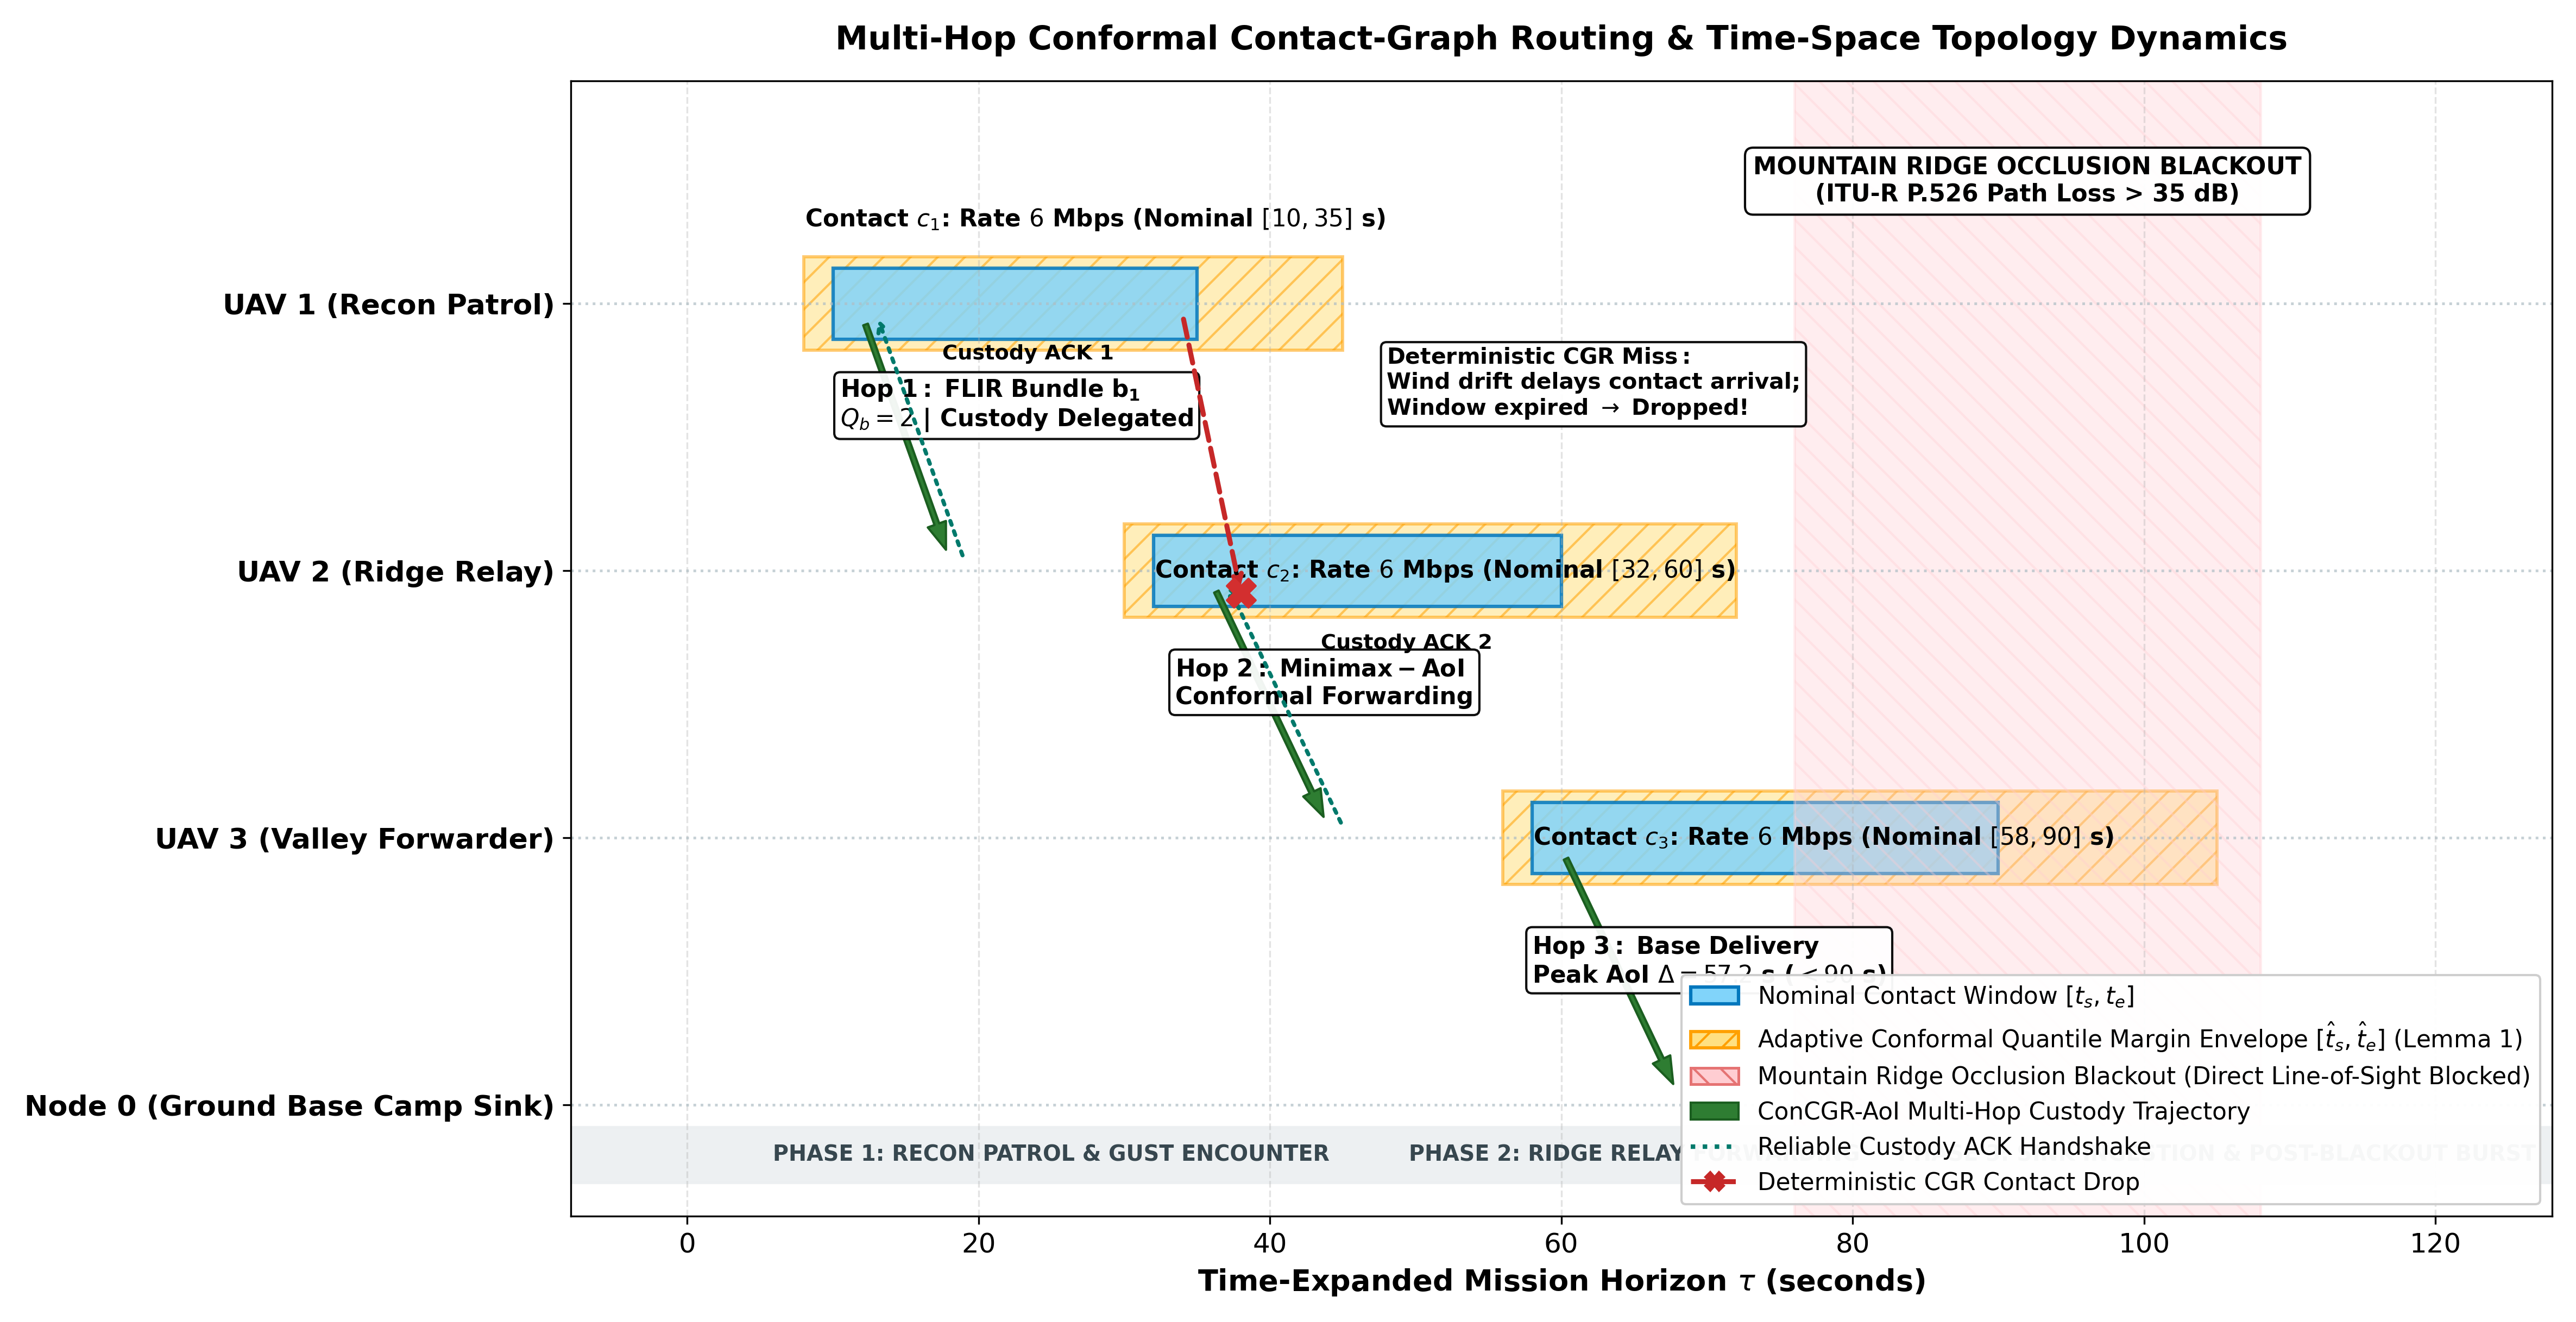 Multi-Hop Conformal Contact-Graph Routing & Time-Space Topology Dynamics
MOUNTAIN RIDGE OCCLUSION BLACKOUT
(ITU-R P.526 Path Loss > 35 dB)
Contact c₁: Rate 6 Mbps (Nominal [10, 35] s)
UAV 1 (Recon Patrol)
Custody ACK 1
Hop 1: FLIR Bundle b₁
Q_b = 2 | Custody Delegated
Deterministic CGR Miss:
Wind drift delays contact arrival;
Window expired → Dropped!
UAV 2 (Ridge Relay)
Contact c₂: Rate 6 Mbps (Nominal [32, 60] s)
Custody ACK 2
Hop 2: Minimax−AoI
Conformal Forwarding
UAV 3 (Valley Forwarder)
Contact c₃: Rate 6 Mbps (Nominal [58, 90] s)
Hop 3: Base Delivery
Peak AoI Δ = 57.2 s (< 90 s)
Node 0 (Ground Base Camp Sink)
Nominal Contact Window [t_s, t_e]
Adaptive Conformal Quantile Margin Envelope [t̂_s, t̂_e] (Lemma 1)
Mountain Ridge Occlusion Blackout (Direct Line-of-Sight Blocked)
ConCGR-AoI Multi-Hop Custody Trajectory
Reliable Custody ACK Handshake
Deterministic CGR Contact Drop
PHASE 1: RECON PATROL & GUST ENCOUNTER
PHASE 2: RIDGE RELAY
& POST-BLACKOUT BURST
0 20 40 60 80 100 120
Time-Expanded Mission Horizon τ (seconds)